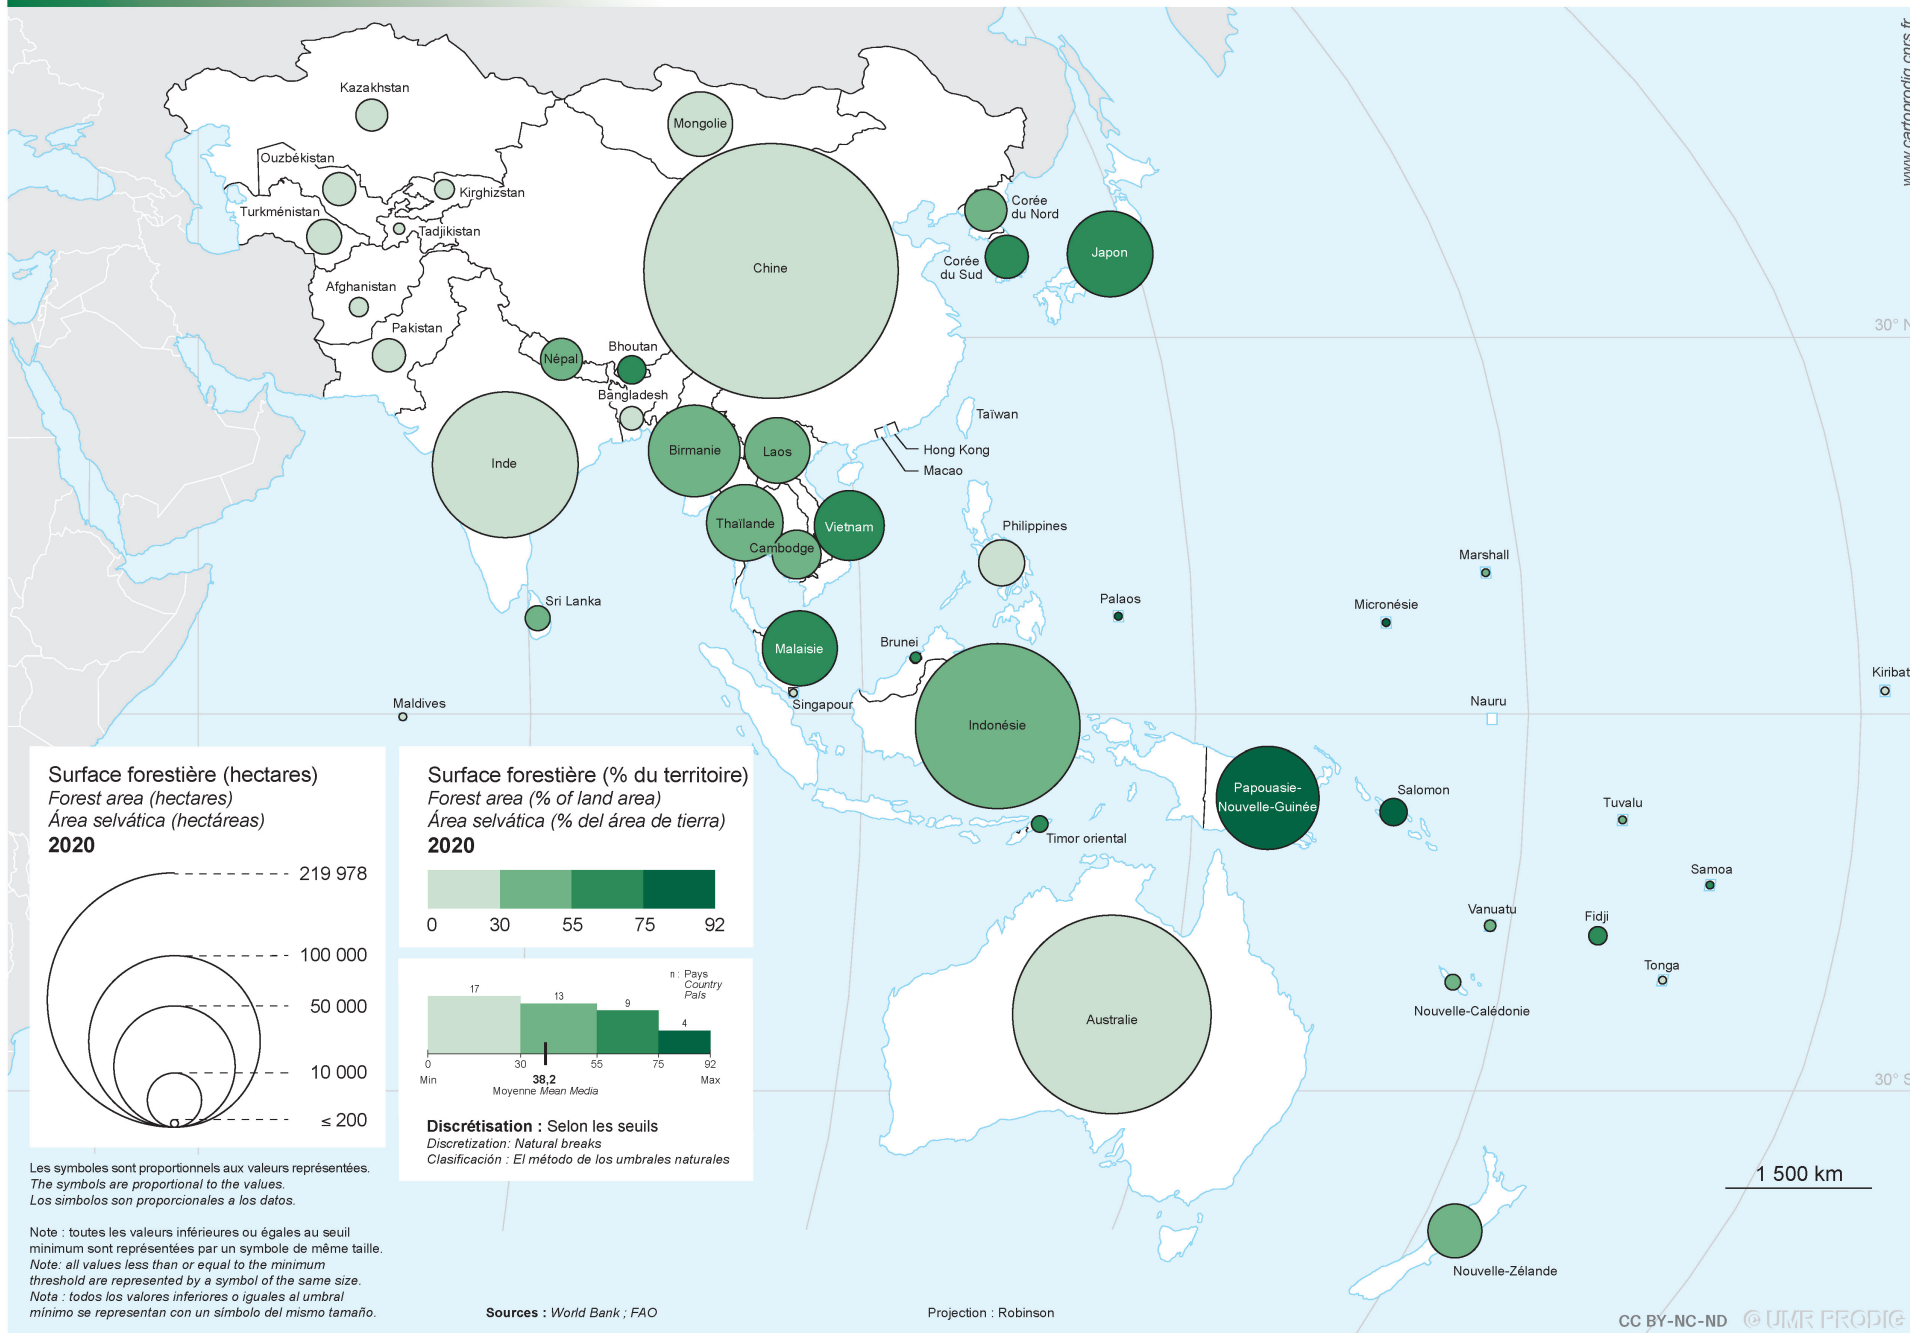 www.cartoprodig.cnrs.fr
Kazakhstan
Mongolie
Ouzbékistan
Kirghizstan
Turkménistan
Tadjikistan
Corée
du Nord
Corée
du Sud
Japon
Chine
Afghanistan
Pakistan
30° N
Népal
Bhoutan
Bangladesh
Taïwan
Hong Kong
Macao
Inde
Birmanie
Laos
Thaïlande
Vietnam
Cambodge
Philippines
Marshall
Sri Lanka
Palaos
Micronésie
Malaisie
Brunei
Kiribat
Singapour
Maldives
Nauru
Indonésie
Papouasie-
Nouvelle-Guinée
Salomon
Tuvalu
Timor oriental
Samoa
Vanuatu
Fidji
Tonga
Nouvelle-Calédonie
Australie
30° S
Nouvelle-Zélande
1 500 km
Surface forestière (hectares)
Forest area (hectares)
Área selvática (hectáreas)
2020
219 978
100 000
50 000
10 000
≤ 200
Surface forestière (% du territoire)
Forest area (% of land area)
Área selvática (% del área de tierra)
2020
0 30 55 75 92
n : Pays
Country
País
17 13 9 4
0 30 55 75 92
Min 38,2 Max
Moyenne Mean Media
Discrétisation : Selon les seuils
Discretization: Natural breaks
Clasificación : El método de los umbrales naturales
Les symboles sont proportionnels aux valeurs représentées.
The symbols are proportional to the values.
Los simbolos son proporcionales a los datos.
Note : toutes les valeurs inférieures ou égales au seuil
minimum sont représentées par un symbole de même taille.
Note: all values less than or equal to the minimum
threshold are represented by a symbol of the same size.
Nota : todos los valores inferiores o iguales al umbral
mínimo se representan con un símbolo del mismo tamaño.
Sources : World Bank ; FAO
Projection : Robinson
CC BY-NC-ND © UMR PRODIG